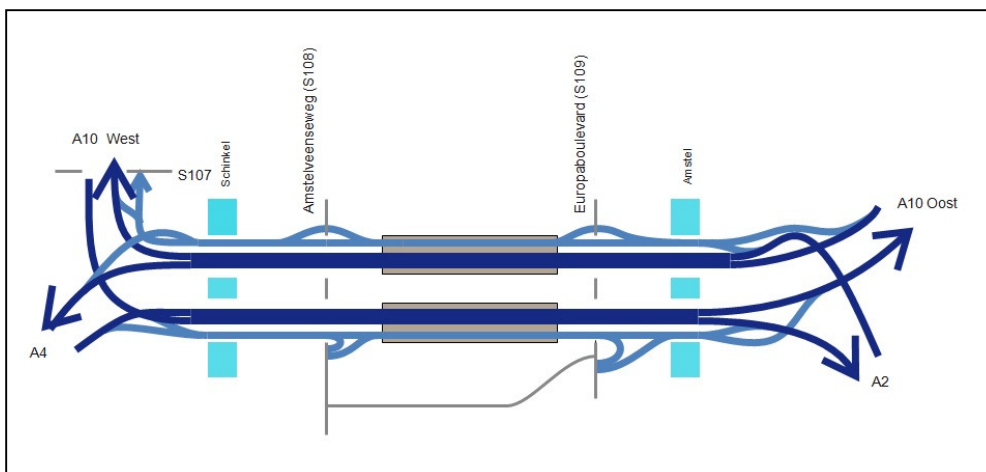 A10 West
S107
Schinkel
Amstelveenseweg (S108)
Europaboulevard (S109)
Amstel
A10 Oost
A4
A2